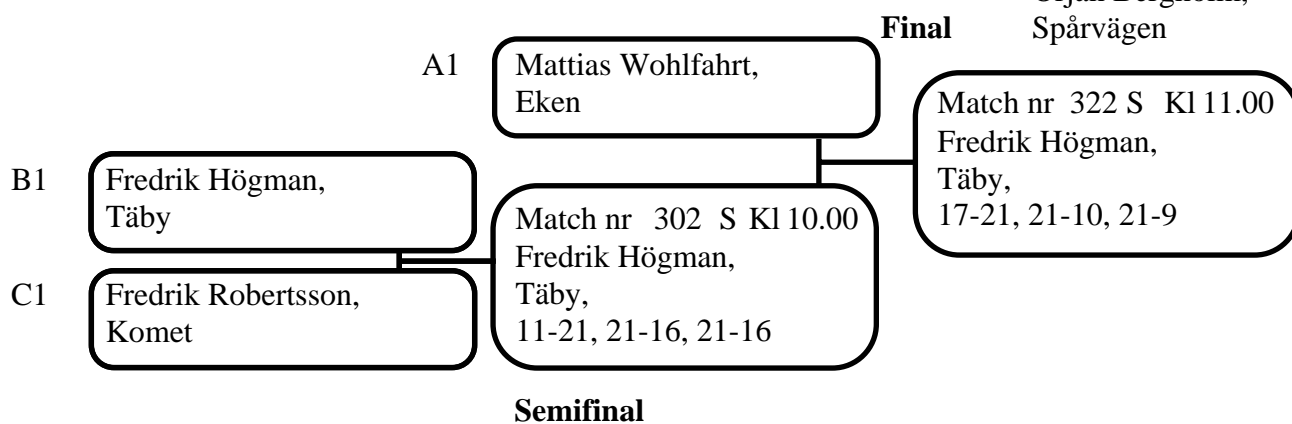 Final
Spårvägen
A1
Mattias Wohlfahrt,
Eken
Match nr 322 S Kl 11.00
Fredrik Högman,
Täby,
17-21, 21-10, 21-9
B1
Fredrik Högman,
Täby
Match nr 302 S Kl 10.00
Fredrik Högman,
Täby,
11-21, 21-16, 21-16
C1
Fredrik Robertsson,
Komet
Semifinal